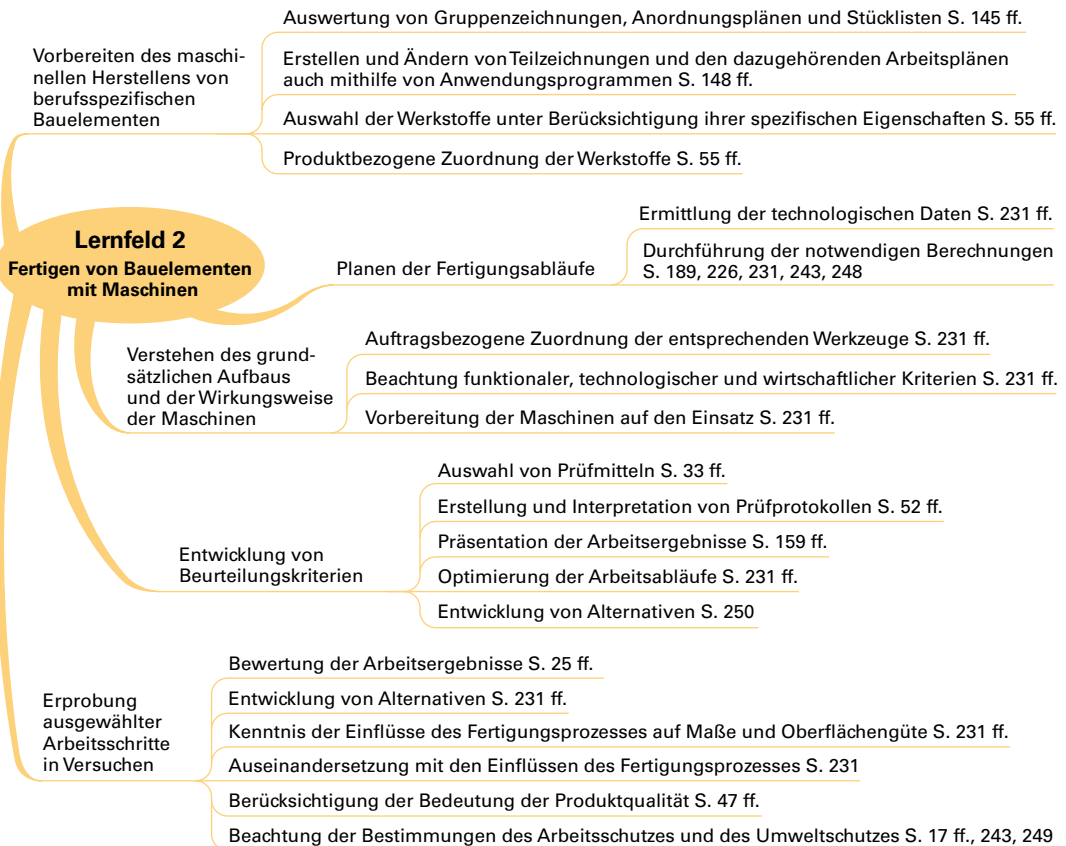 Vorbereiten des maschi-
nellen Herstellens von
berufsspezifischen
Bauelementen
Auswertung von Gruppenzeichnungen, Anordnungsplänen und Stücklisten S. 145 ff.
Erstellen und Ändern von Teilzeichnungen und den dazugehörenden Arbeitsplänen
auch mithilfe von Anwendungsprogrammen S. 148 ff.
Auswahl der Werkstoffe unter Berücksichtigung ihrer spezifischen Eigenschaften S. 55 ff.
Produktbezogene Zuordnung der Werkstoffe S. 55 ff.
Lernfeld 2
Fertigen von Bauelementen
mit Maschinen
Planen der Fertigungsabläufe
Ermittlung der technologischen Daten S. 231 ff.
Durchführung der notwendigen Berechnungen
S. 189, 226, 231, 243, 248
Verstehen des grund-
sätzlichen Aufbaus
und der Wirkungsweise
der Maschinen
Auftragsbezogene Zuordnung der entsprechenden Werkzeuge S. 231 ff.
Beachtung funktionaler, technologischer und wirtschaftlicher Kriterien S. 231 ff.
Vorbereitung der Maschinen auf den Einsatz S. 231 ff.
Entwicklung von
Beurteilungskriterien
Auswahl von Prüfmitteln S. 33 ff.
Erstellung und Interpretation von Prüfprotokollen S. 52 ff.
Präsentation der Arbeitsergebnisse S. 159 ff.
Optimierung der Arbeitsabläufe S. 231 ff.
Entwicklung von Alternativen S. 250
Erprobung
ausgewählter
Arbeitsschritte
in Versuchen
Bewertung der Arbeitsergebnisse S. 25 ff.
Entwicklung von Alternativen S. 231 ff.
Kenntnis der Einflüsse des Fertigungsprozesses auf Maße und Oberflächengüte S. 231 ff.
Auseinandersetzung mit den Einflüssen des Fertigungsprozesses S. 231
Berücksichtigung der Bedeutung der Produktqualität S. 47 ff.
Beachtung der Bestimmungen des Arbeitsschutzes und des Umweltschutzes S. 17 ff., 243, 249